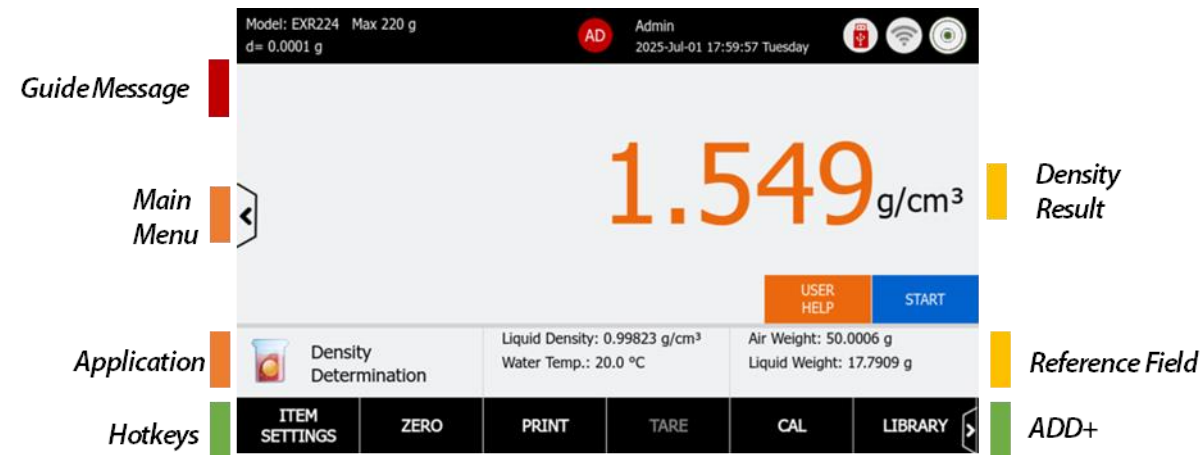 Model: EXR224 Max 220 g
d= 0.0001 g
AD
Admin
2025-Jul-01 17:59:57 Tuesday
Guide Message
Main
Menu
1.549 g/cm³
Density
Result
USER
HELP
START
Application
Density
Determination
Liquid Density: 0.99823 g/cm³
Water Temp.: 20.0 °C
Air Weight: 50.0006 g
Liquid Weight: 17.7909 g
Reference Field
Hotkeys
ITEM
SETTINGS
ZERO
PRINT
TARE
CAL
LIBRARY
ADD+